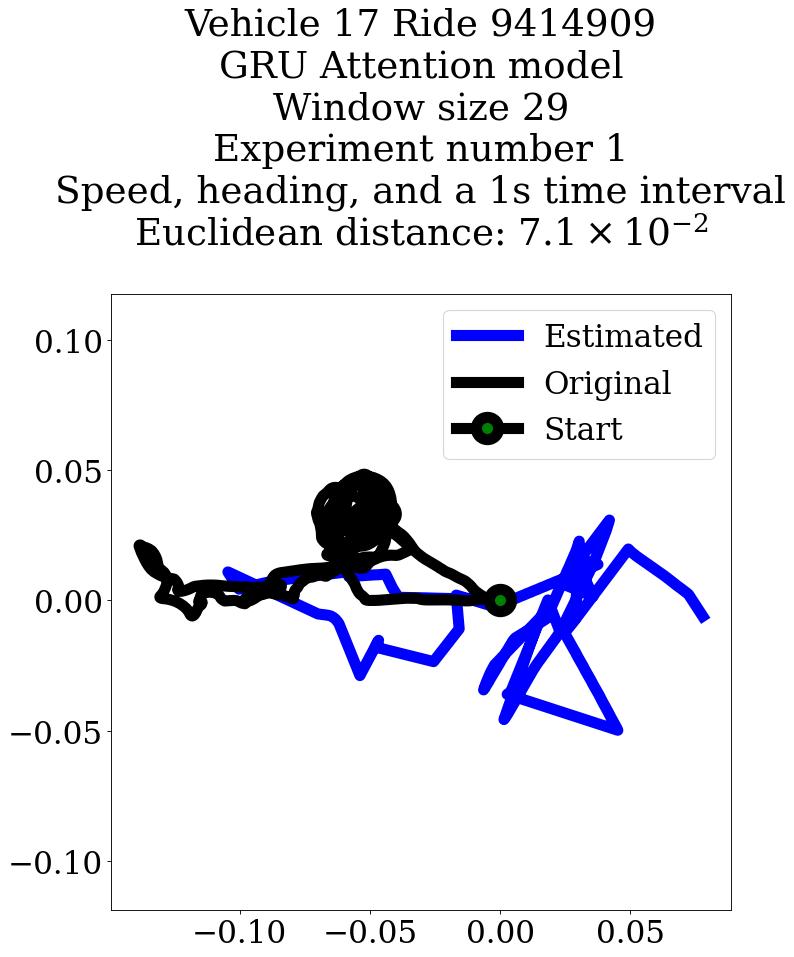 Vehicle 17 Ride 9414909
GRU Attention model
Window size 29
Experiment number 1
Speed, heading, and a 1s time interval
Euclidean distance: 7.1 × 10⁻²
Estimated
Original
Start
0.10
0.05
0.00
−0.05
−0.10
−0.10 −0.05 0.00 0.05